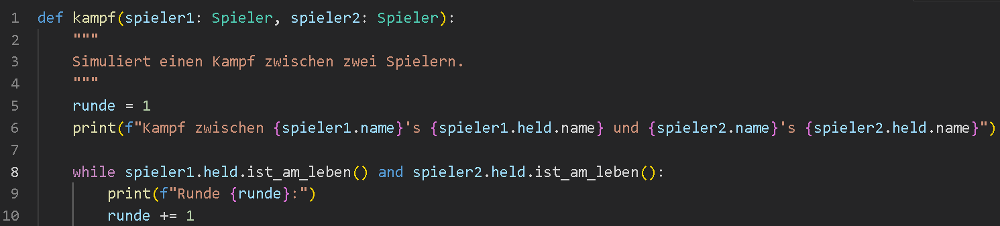 1 def kampf(spieler1: Spieler, spieler2: Spieler):
2     """
3     Simuliert einen Kampf zwischen zwei Spielern.
4     """
5     runde = 1
6     print(f"Kampf zwischen {spieler1.name}'s {spieler1.held.name} und {spieler2.name}'s {spieler2.held.name}")
7
8     while spieler1.held.ist_am_leben() and spieler2.held.ist_am_leben():
9         print(f"Runde {runde}:")
10         runde += 1